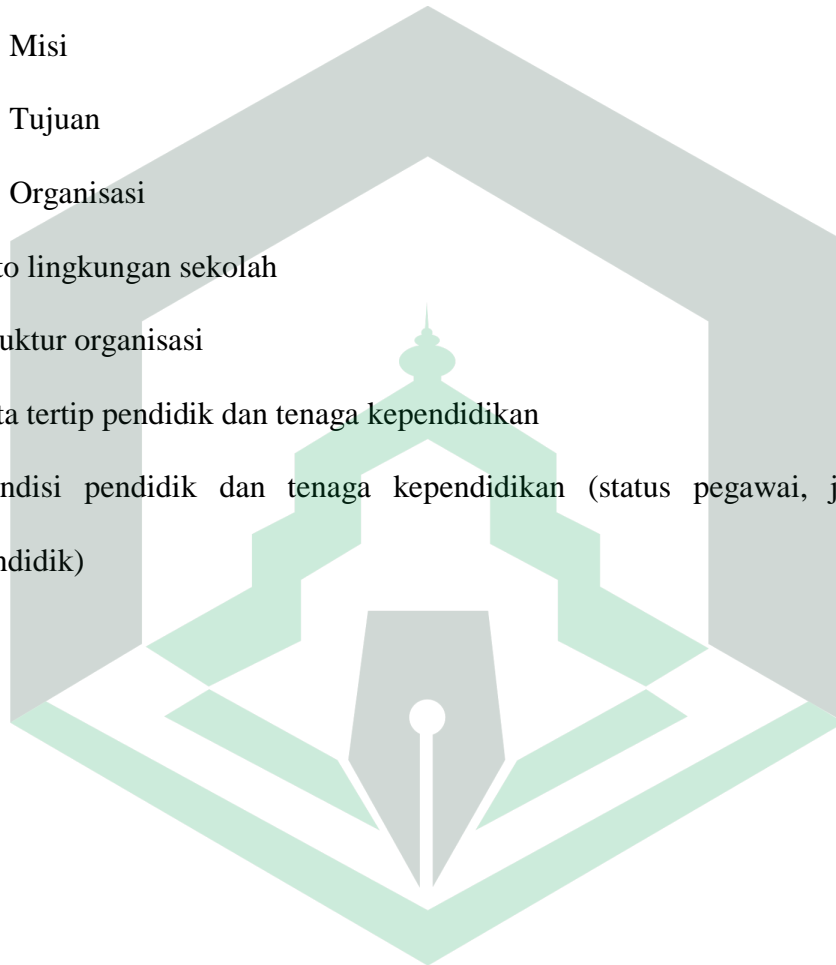 Misi
Tujuan
Organisasi
to lingkungan sekolah
uktur organisasi
ta tertip pendidik dan tenaga kependidikan
ndisi pendidik dan tenaga kependidikan (status pegawai, j
ndidik)